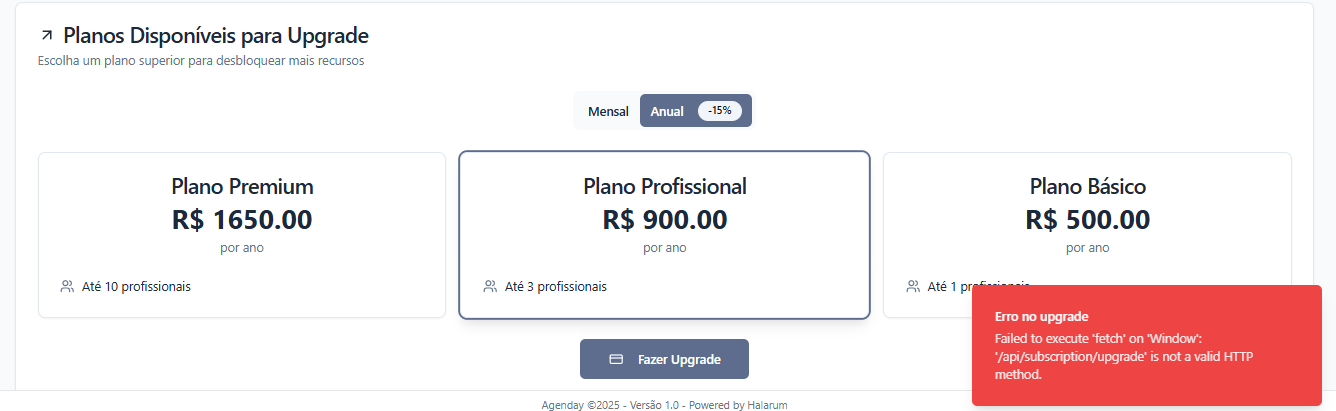 Planos Disponíveis para Upgrade
Escolha um plano superior para desbloquear mais recursos
Mensal
Anual -15%
Plano Premium
R$ 1650.00
por ano
Até 10 profissionais
Plano Profissional
R$ 900.00
por ano
Até 3 profissionais
Plano Básico
R$ 500.00
por ano
Até 1 profissionais
Fazer Upgrade
Erro no upgrade
Failed to execute 'fetch' on 'Window':
'/api/subscription/upgrade' is not a valid HTTP
method.
Agenday ©2025 - Versão 1.0 - Powered by Halarum